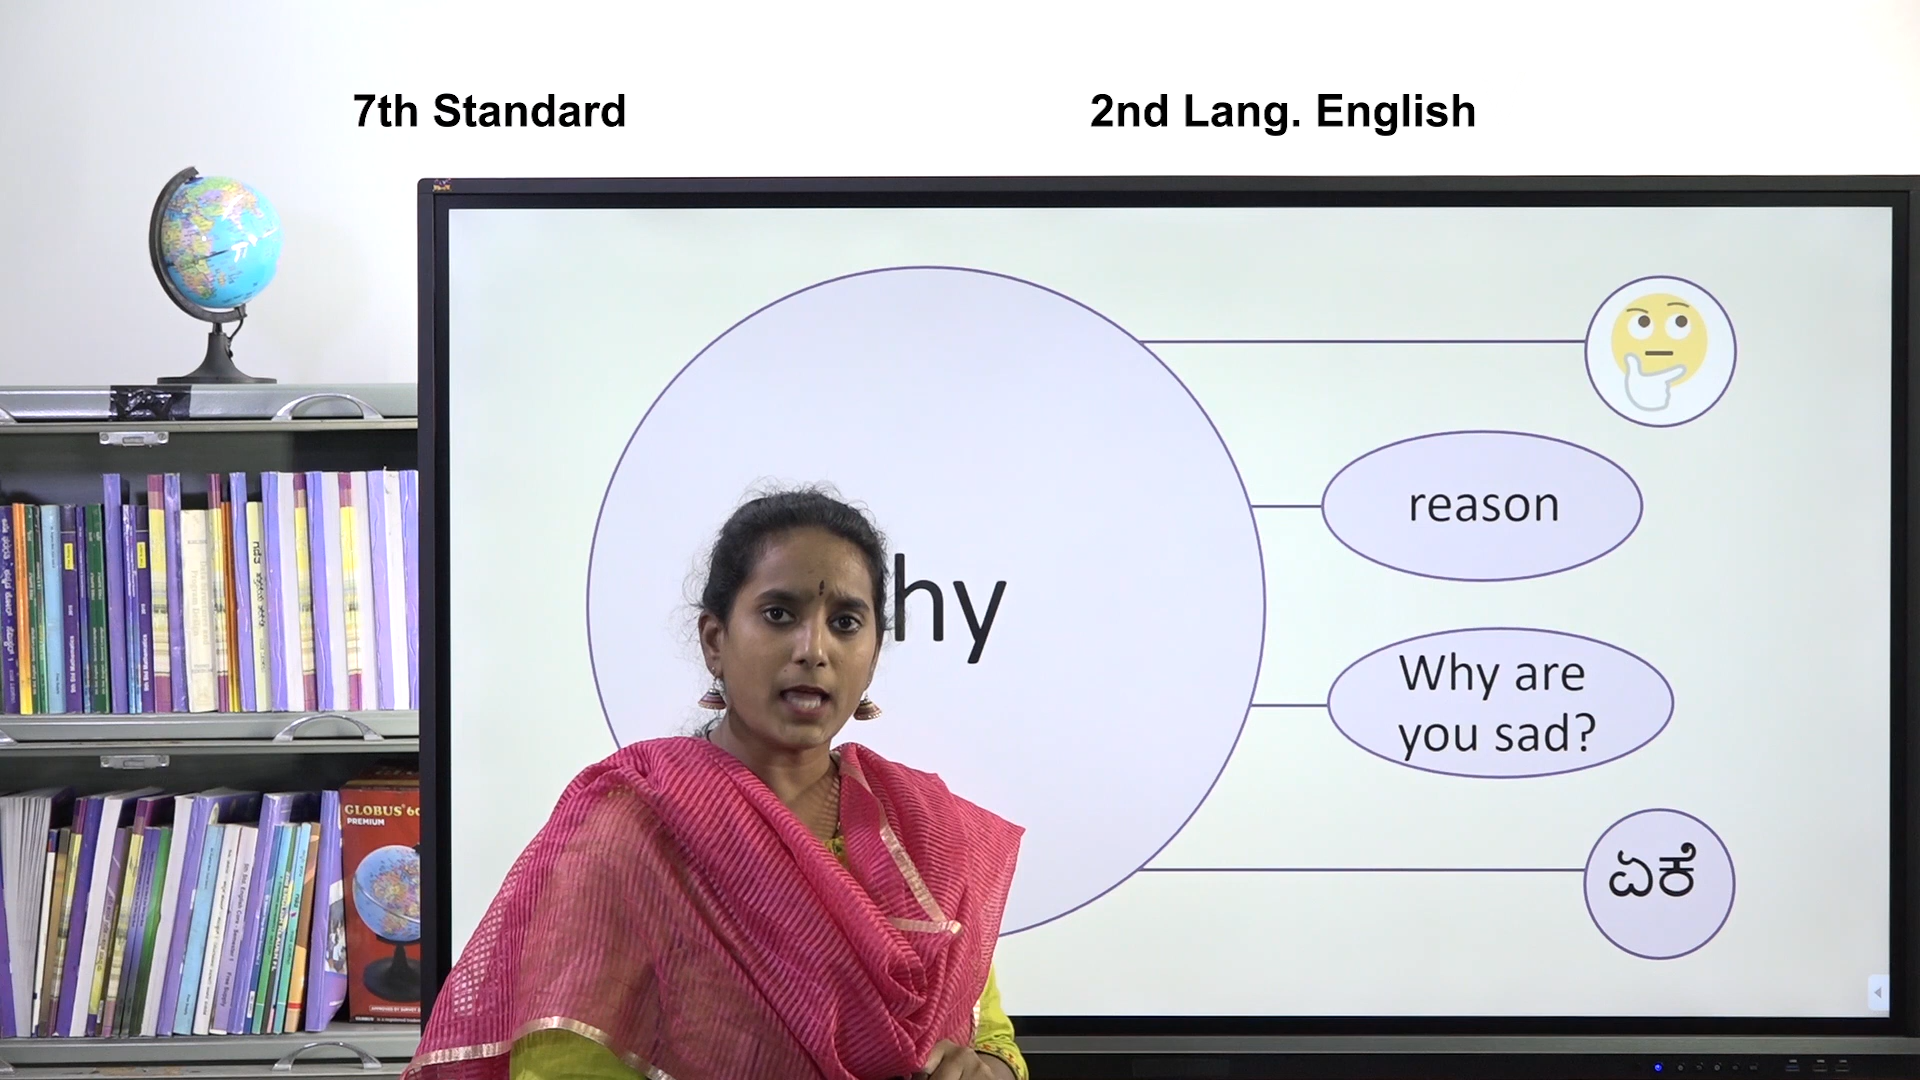 7th Standard
2nd Lang. English
hy
reason
Why are
you sad?
ಏಕೆ
GLOBUS
PREMIUM